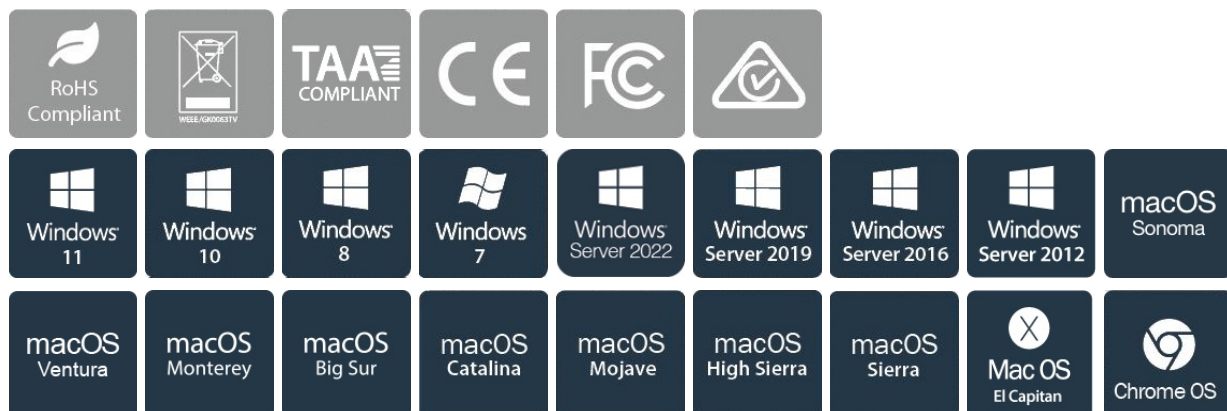 RoHS
Compliant
WEEE/GK0063TV
TAA
COMPLIANT
CE
FC
Windows
11
Windows
10
Windows
8
Windows
7
Windows
Server 2022
Windows
Server 2019
Windows
Server 2016
Windows
Server 2012
macOS
Sonoma
macOS
Ventura
macOS
Monterey
macOS
Big Sur
macOS
Catalina
macOS
Mojave
macOS
High Sierra
macOS
Sierra
X
Mac OS
El Capitan
Chrome OS